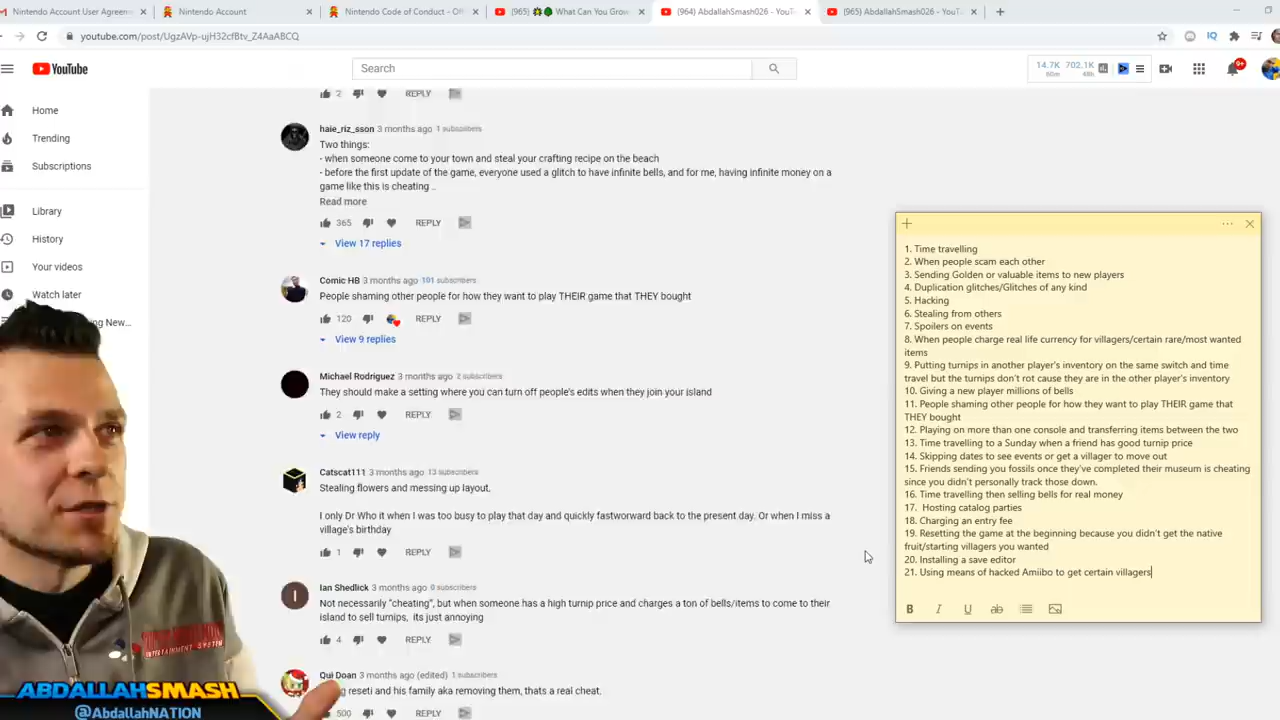 Nintendo Account User Agreem
Nintendo Account
Nintendo Code of Conduct - Off
(965) What Can You Grow
(964) AbdallahSmash026 - YouTu
(965) AbdallahSmash026 - YouTu
youtube.com/post/UgzAVp-ujH32cfBtv_Z4AaABCQ
YouTube
Search
14.7K 702.1K
60m 48h
9+
Home
Trending
Subscriptions
Library
History
Your videos
Watch later
ng New...
2 REPLY
haie_riz_sson 3 months ago 1 subscribers
Two things:
- when someone come to your town and steal your crafting recipe on the beach
- before the first update of the game, everyone used a glitch to have infinite bells, and for me, having infinite money on a
game like this is cheating ..
Read more
365 REPLY
View 17 replies
Comic HB 3 months ago 101 subscribers
People shaming other people for how they want to play THEIR game that THEY bought
120 REPLY
View 9 replies
Michael Rodriguez 3 months ago 2 subscribers
They should make a setting where you can turn off people's edits when they join your island
2 REPLY
View reply
Catscat111 3 months ago 13 subscribers
Stealing flowers and messing up layout.
I only Dr Who it when I was too busy to play that day and quickly fastworward back to the present day. Or when I miss a
village's birthday
1 REPLY
Ian Shedlick 3 months ago 0 subscribers
Not necessarily "cheating", but when someone has a high turnip price and charges a ton of bells/items to come to their
island to sell turnips, its just annoying
4 REPLY
Qui Doan 3 months ago (edited) 1 subscribers
g reseti and his family aka removing them, thats a real cheat.
500 REPLY
1. Time travelling
2. When people scam each other
3. Sending Golden or valuable items to new players
4. Duplication glitches/Glitches of any kind
5. Hacking
6. Stealing from others
7. Spoilers on events
8. When people charge real life currency for villagers/certain rare/most wanted
items
9. Putting turnips in another player's inventory on the same switch and time
travel but the turnips don't rot cause they are in the other player's inventory
10. Giving a new player millions of bells
11. People shaming other people for how they want to play THEIR game that
THEY bought
12. Playing on more than one console and transferring items between the two
13. Time travelling to a Sunday when a friend has good turnip price
14. Skipping dates to see events or get a villager to move out
15. Friends sending you fossils once they've completed their museum is cheating
since you didn't personally track those down.
16. Time travelling then selling bells for real money
17. Hosting catalog parties
18. Charging an entry fee
19. Resetting the game at the beginning because you didn't get the native
fruit/starting villagers you wanted
20. Installing a save editor
21. Using means of hacked Amiibo to get certain villagers
B I U ab
ENTERTAINMENT SYSTEM
ABDALLAHSMASH
@AbdallahNATION